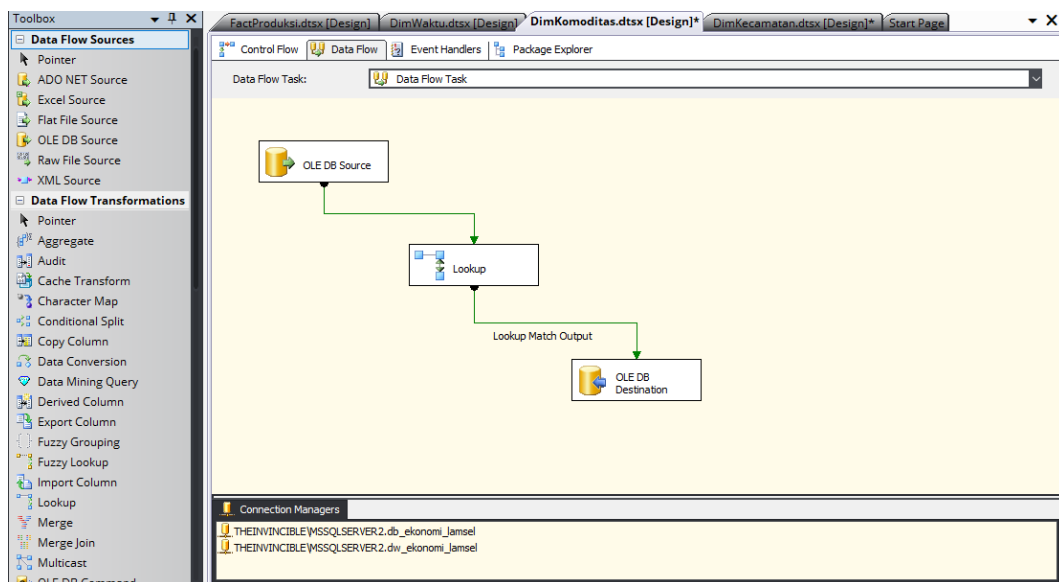 Toolbox
Data Flow Sources
Pointer
ADO NET Source
Excel Source
Flat File Source
OLE DB Source
Raw File Source
XML Source
Data Flow Transformations
Pointer
Aggregate
Audit
Cache Transform
Character Map
Conditional Split
Copy Column
Data Conversion
Data Mining Query
Derived Column
Export Column
Fuzzy Grouping
Fuzzy Lookup
Import Column
Lookup
Merge
Merge Join
Multicast
OLE DB Command
FactProduksi.dtsx [Design] DimWaktu.dtsx [Design] DimKomoditas.dtsx [Design]* DimKecamatan.dtsx [Design]* Start Page
Control Flow Data Flow Event Handlers Package Explorer
Data Flow Task: Data Flow Task
OLE DB Source
Lookup
Lookup Match Output
OLE DB
Destination
Connection Managers
THEINVINCIBLE\MSSQLSERVER2.db_ekonomi_lamsel
THEINVINCIBLE\MSSQLSERVER2.dw_ekonomi_lamsel